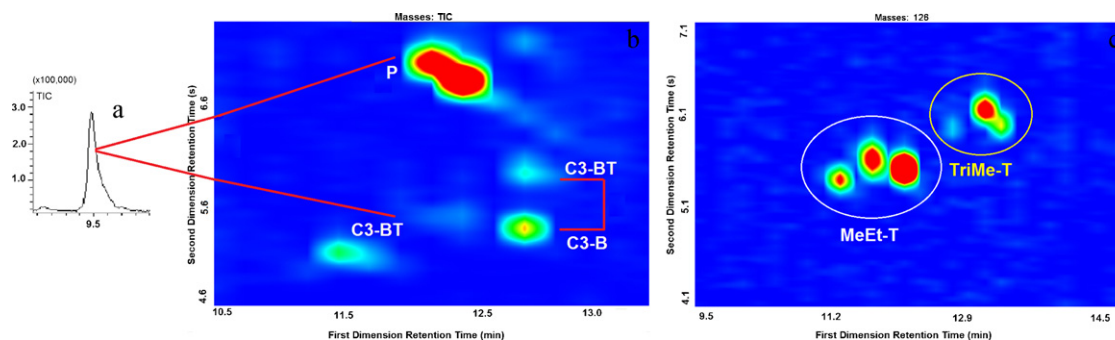 (x100,000)
TIC
a
3.0
2.0
1.0
9.5
Masses: TIC
b
P
C3-BT
C3-BT
C3-B
Second Dimension Retention Time (s)
6.6
5.6
4.6
10.5 11.5 12.5 13.0
First Dimension Retention Time (min)
Masses: 126
c
TriMe-T
MeEt-T
Second Dimension Retention Time (s)
7.1
6.1
5.1
4.1
9.5 11.2 12.9 14.5
First Dimension Retention Time (min)